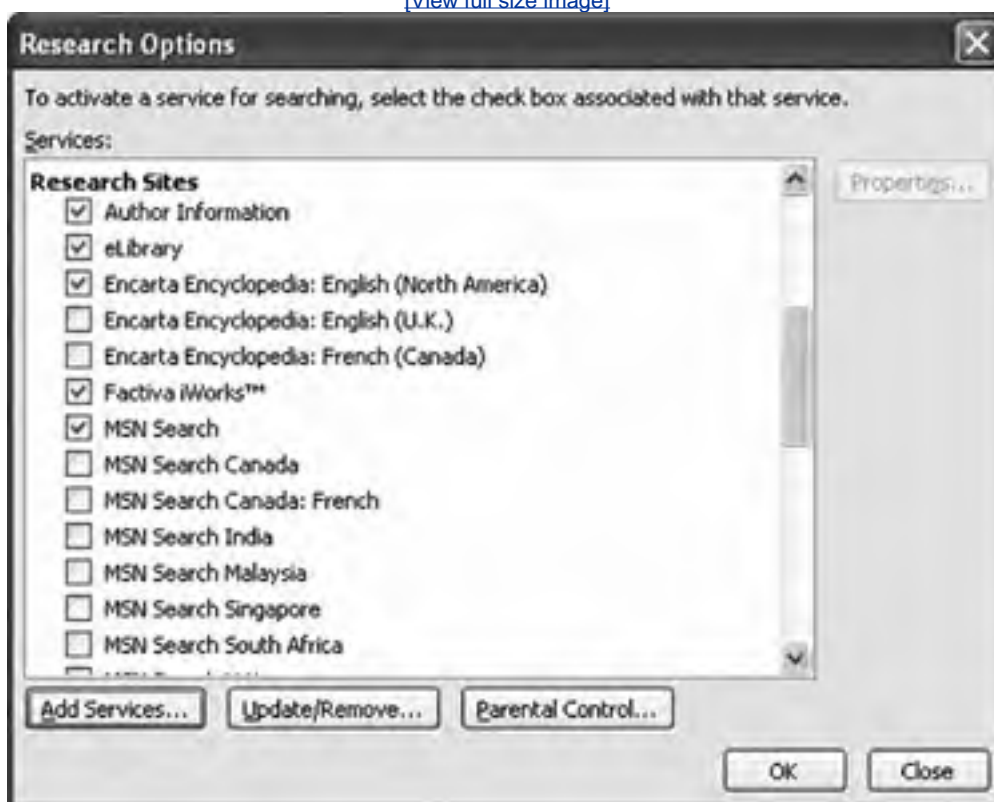 [View full size image]
Research Options
To activate a service for searching, select the check box associated with that service.
Services:
Research Sites
Author Information
eLibrary
Encarta Encyclopedia: English (North America)
Encarta Encyclopedia: English (U.K.)
Encarta Encyclopedia: French (Canada)
Factiva iWorks™
MSN Search
MSN Search Canada
MSN Search Canada: French
MSN Search India
MSN Search Malaysia
MSN Search Singapore
MSN Search South Africa
Properties...
Add Services... Update/Remove... Parental Control...
OK Close